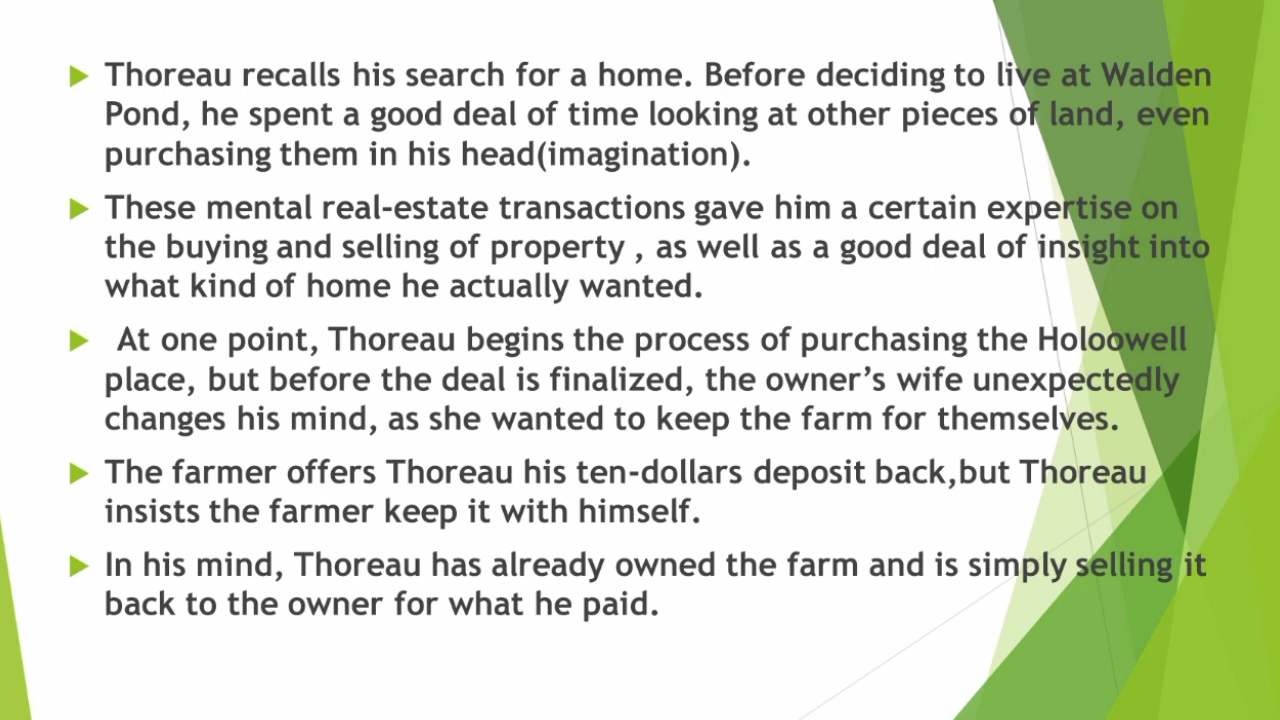 Thoreau recalls his search for a home. Before deciding to live at Walden
Pond, he spent a good deal of time looking at other pieces of land, even
purchasing them in his head(imagination).
These mental real-estate transactions gave him a certain expertise on
the buying and selling of property , as well as a good deal of insight into
what kind of home he actually wanted.
At one point, Thoreau begins the process of purchasing the Holoowell
place, but before the deal is finalized, the owner’s wife unexpectedly
changes his mind, as she wanted to keep the farm for themselves.
The farmer offers Thoreau his ten-dollars deposit back,but Thoreau
insists the farmer keep it with himself.
In his mind, Thoreau has already owned the farm and is simply selling it
back to the owner for what he paid.